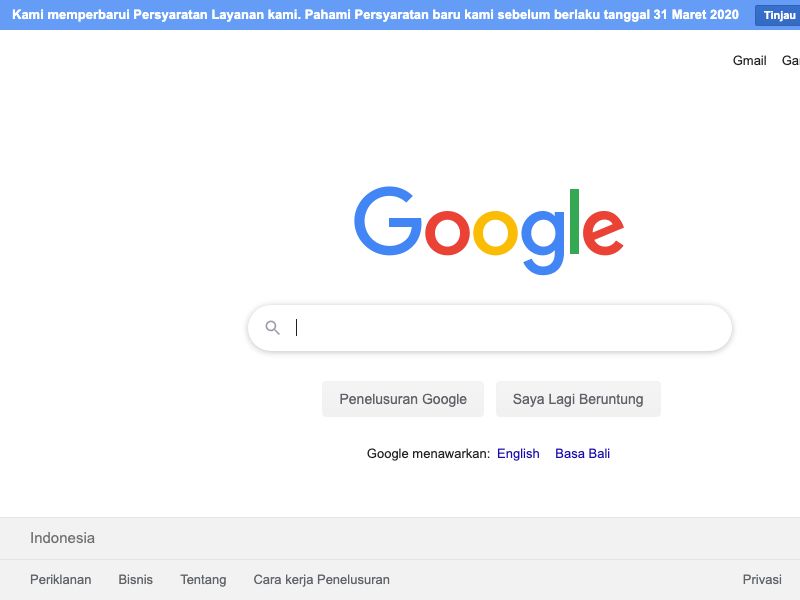 Kami memperbarui Persyaratan Layanan kami. Pahami Persyaratan baru kami sebelum berlaku tanggal 31 Maret 2020 Tinjau
Gmail
Google
Penelusuran Google Saya Lagi Beruntung
Google menawarkan: English Basa Bali
Indonesia
Periklanan Bisnis Tentang Cara kerja Penelusuran Privasi